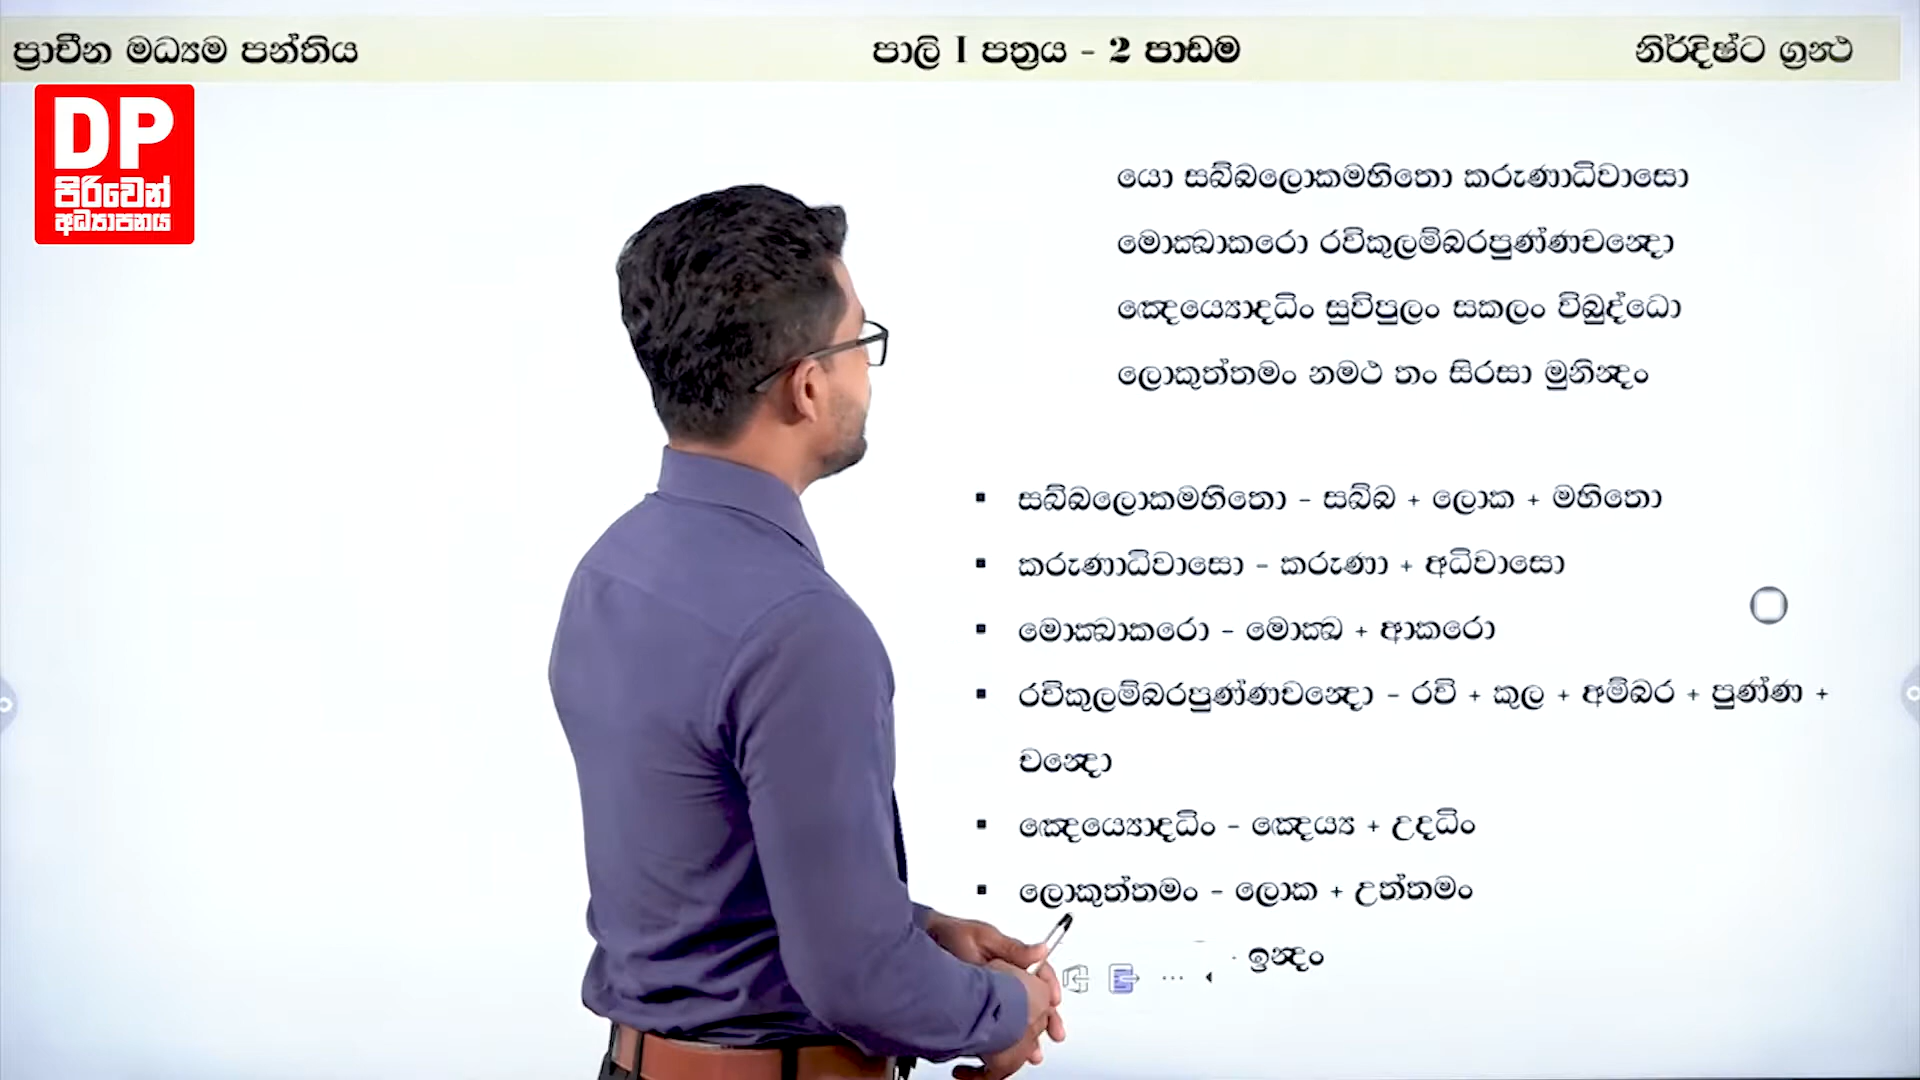 ප්‍රාචීන මධ්‍යම පන්තිය
පාලි I පත්‍රය - 2 පාඩම
නිර්දිෂ්ට ග්‍රන්ථ
DP
පිරිවෙන්
අධ්‍යාපනය
යො සබ්බලොකමහිතො කරුණාධිවාසො
මොක්ඛාකරො රවිකුලම්බරපුණ්ණචන්දො
ඤෙය්‍යොදධිං සුවිපුලං සකලං විබුද්ධො
ලොකුත්තමං නමථ තං සිරසා මුනින්දං
▪ සබ්බලොකමහිතො - සබ්බ + ලොක + මහිතො
▪ කරුණාධිවාසො - කරුණා + අධිවාසො
▪ මොක්ඛාකරො - මොක්ඛ + ආකරො
▪ රවිකුලම්බරපුණ්ණචන්දො - රවි + කුල + අම්බර + පුණ්ණ +
චන්දො
▪ ඤෙය්‍යොදධිං - ඤෙය්‍ය + උදධිං
▪ ලොකුත්තමං - ලොක + උත්තමං
ඉන්දං